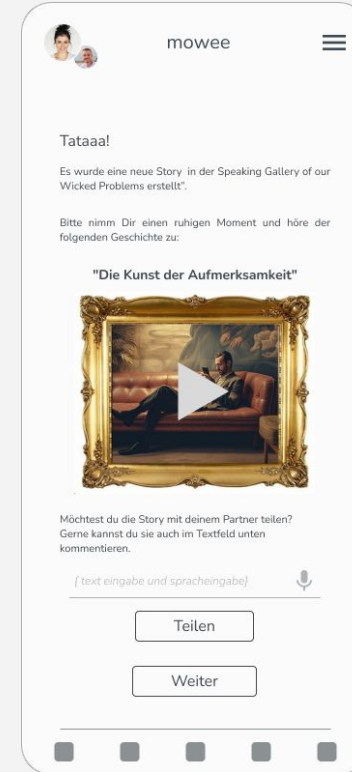 mowee
Tataaa!
Es wurde eine neue Story in der Speaking Gallery of our
Wicked Problems erstellt”.
Bitte nimm Dir einen ruhigen Moment und höre der
folgenden Geschichte zu:
"Die Kunst der Aufmerksamkeit"
Möchtest du die Story mit deinem Partner teilen?
Gerne kannst du sie auch im Textfeld unten
kommentieren.
{ text eingabe und spracheingabe}
Teilen
Weiter